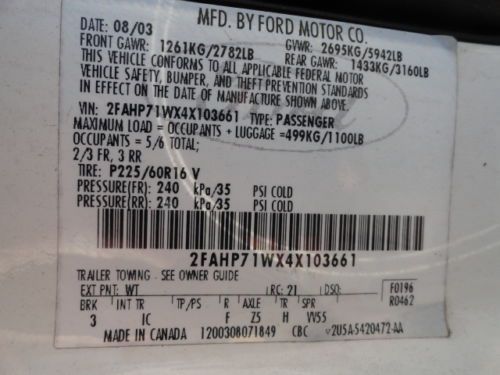 DATE: 08/03
MFD. BY FORD MOTOR CO.
FRONT GAWR: 1261KG/2782LB
GVWR: 2695KG/5942LB
REAR GAWR: 1433KG/3160LB
THIS VEHICLE CONFORMS TO ALL APPLICABLE FEDERAL MOTOR
VEHICLE SAFETY, BUMPER, AND THEFT PREVENTION STANDARDS
IN EFFECT ON THE DATE OF MANUFACTURE SHOWN ABOVE.
VIN: 2FAHP71WX4X103661 TYPE: PASSENGER
MAXIMUM LOAD = OCCUPANTS + LUGGAGE =499KG/1100LB
OCCUPANTS = 5/6 TOTAL;
2/3 FR, 3 RR
TIRE: P225/60R16 V
PRESSURE(FR) 240 kPa/35 PSI COLD
PRESSURE(RR) 240 kPa/35 PSI COLD
2FAHP71WX4X103661
TRAILER TOWING - SEE OWNER GUIDE
EXT PNT: WT RC: 21 DSO: F0196
R0462
BRK INT TR TP/PS R AXLE TR SPR
3 IC F Z5 H VV55
MADE IN CANADA 1200308071849 CBC v2U5A-5420472-AA